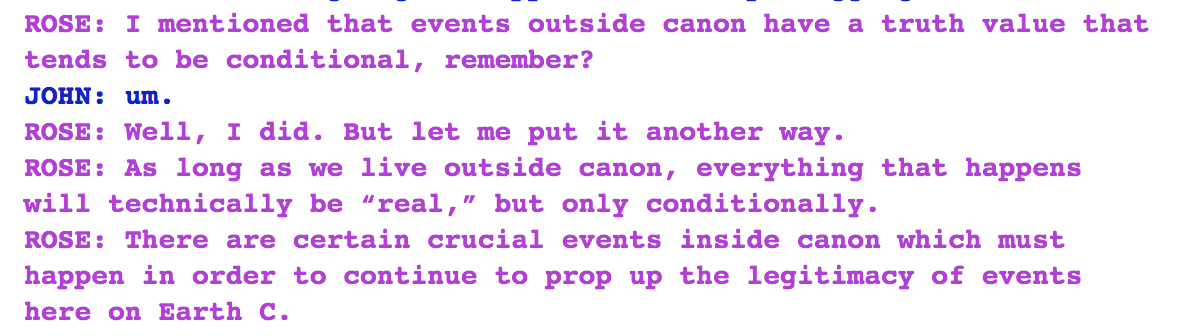 ROSE: I mentioned that events outside canon have a truth value that
tends to be conditional, remember?
JOHN: um.
ROSE: Well, I did. But let me put it another way.
ROSE: As long as we live outside canon, everything that happens
will technically be “real,” but only conditionally.
ROSE: There are certain crucial events inside canon which must
happen in order to continue to prop up the legitimacy of events
here on Earth C.